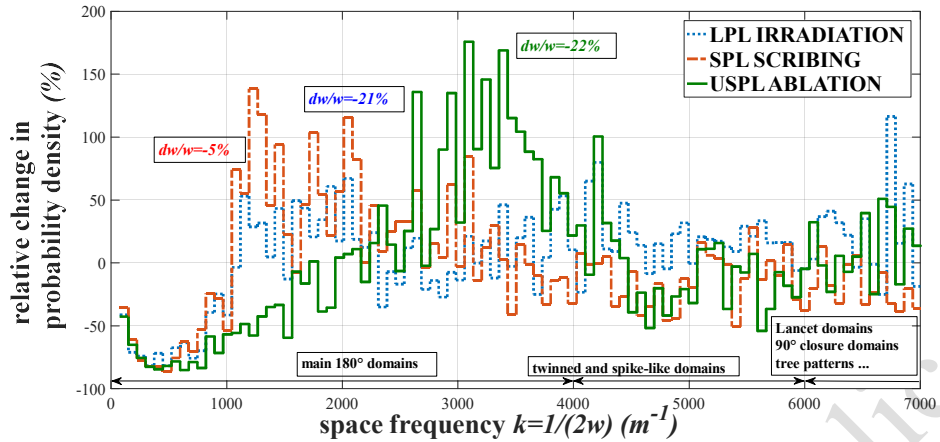 relative change in
probability density (%)
200
150
100
50
0
-50
-100
dw/w=-5%
dw/w=-21%
dw/w=-22%
LPL IRRADIATION
SPL SCRIBING
USPL ABLATION
main 180° domains
twinned and spike-like domains
Lancet domains
90° closure domains
tree patterns ...
0 1000 2000 3000 4000 5000 6000 7000
space frequency k=1/(2w) (m⁻¹)